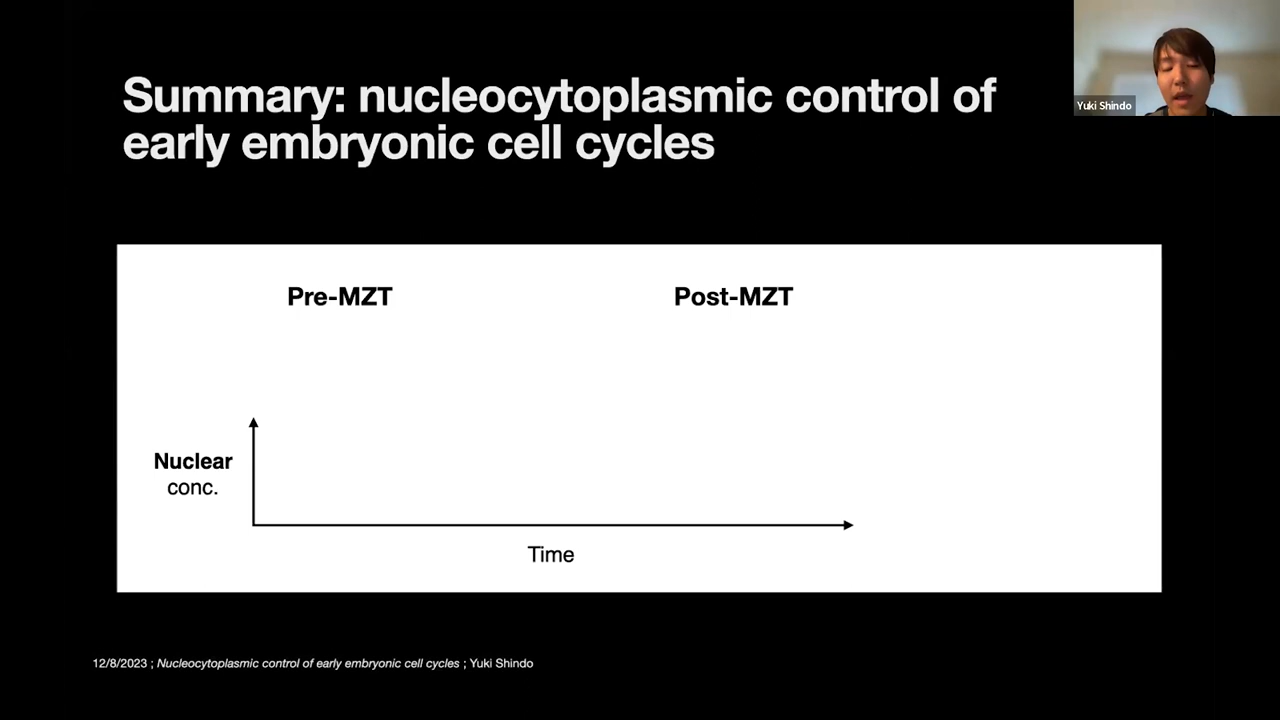 Summary: nucleocytoplasmic control of
early embryonic cell cycles
Yuki Shindo
Pre-MZT
Post-MZT
Nuclear
conc.
Time
12/8/2023 ; Nucleocytoplasmic control of early embryonic cell cycles ; Yuki Shindo